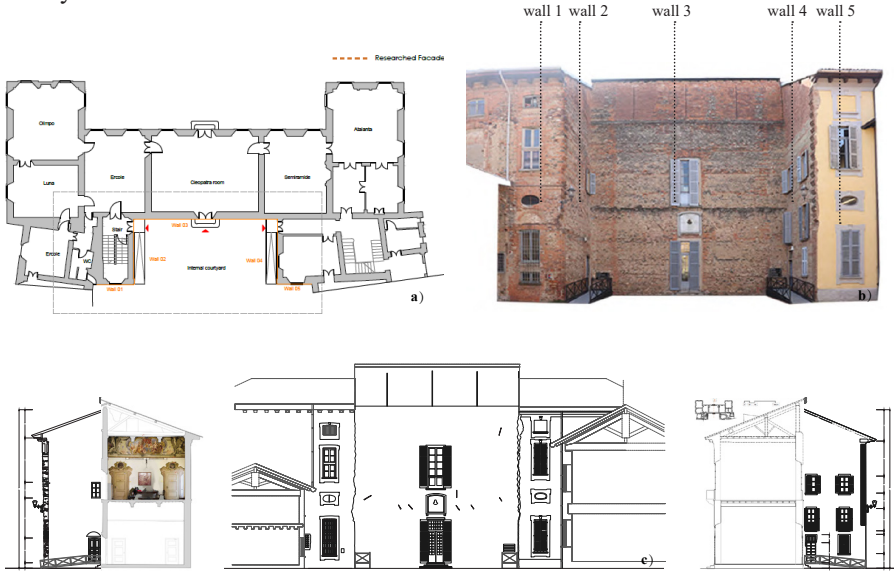 wall 1 wall 2 wall 3 wall 4 wall 5
Researched Facade
Olimpo
Atalanta
Luna
Ercole
Cleopatra room
Semiramide
Wall 03
Stair
Ercole
WC
Wall 02
Internal courtyard
Wall 04
Wall 01
Wall 05
a)
b)
c)